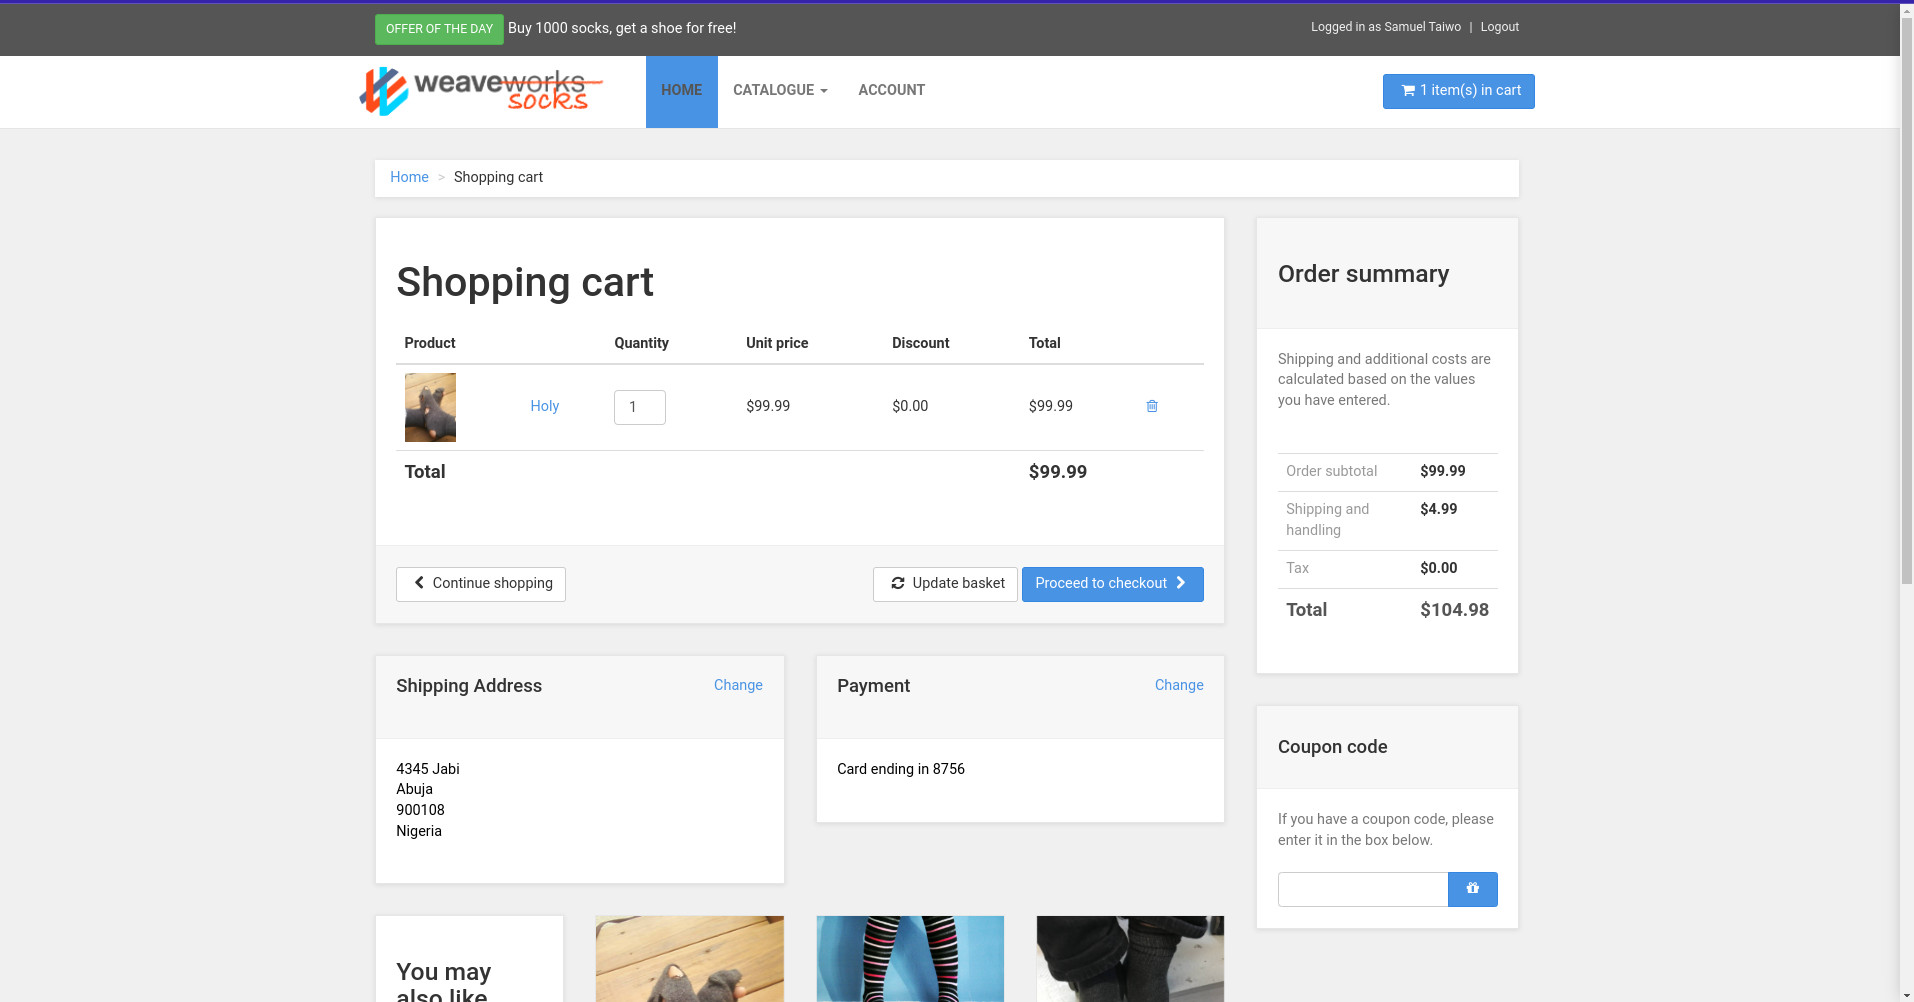 OFFER OF THE DAY Buy 1000 socks, get a shoe for free!
Logged in as Samuel Taiwo | Logout
weaveworks
socks
HOME
CATALOGUE
ACCOUNT
1 item(s) in cart
Home > Shopping cart
Shopping cart
Product Quantity Unit price Discount Total
Holy 1 $99.99 $0.00 $99.99
Total $99.99
Continue shopping
Update basket
Proceed to checkout
Order summary
Shipping and additional costs are
calculated based on the values
you have entered.
Order subtotal $99.99
Shipping and $4.99
handling
Tax $0.00
Total $104.98
Shipping Address Change
4345 Jabi
Abuja
900108
Nigeria
Payment Change
Card ending in 8756
Coupon code
If you have a coupon code, please
enter it in the box below.
You may
also like